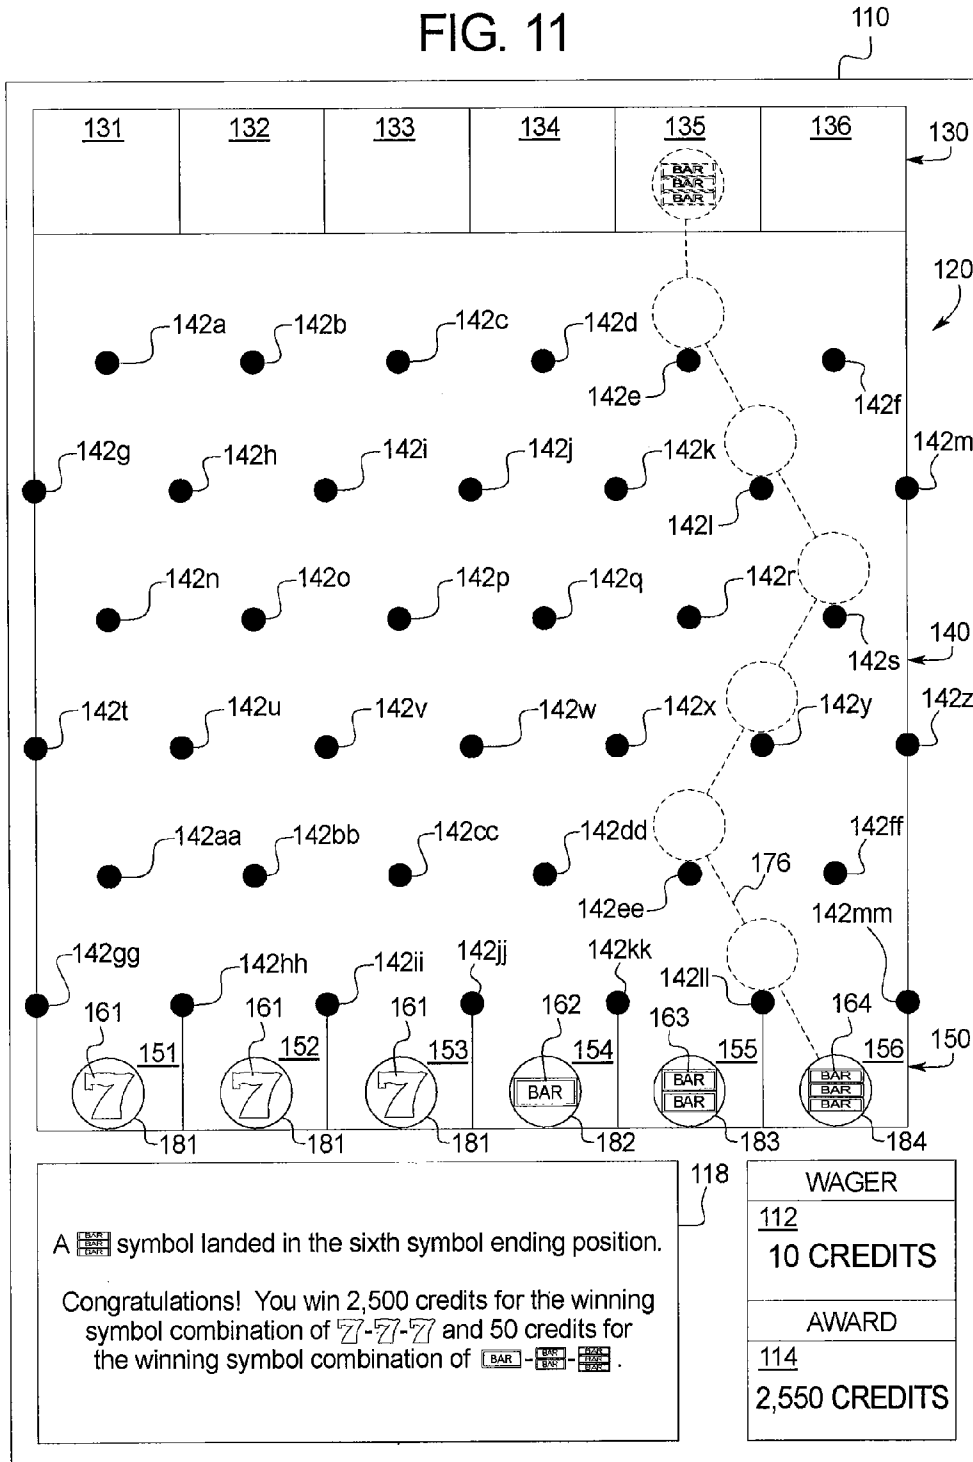 FIG. 11
110
131 132 133 134 135 136
130
BAR
BAR
BAR
120
142a 142b 142c 142d
142e 142f
142g 142h 142i 142j 142k 142m
142l
142n 142o 142p 142q 142r
142s 140
142t 142u 142v 142w 142x 142y 142z
142aa 142bb 142cc 142dd 142ff
176
142ee 142mm
142gg 142hh 142ii 142jj 142kk 142ll
161 161 161 162 163 164
151 152 153 154 155 156 150
7 7 7 BAR BAR BAR BAR BAR BAR
181 181 181 182 183 184
118
A BAR BAR BAR symbol landed in the sixth symbol ending position.
Congratulations! You win 2,500 credits for the winning
symbol combination of 7-7-7 and 50 credits for
the winning symbol combination of BAR - BAR BAR - BAR BAR BAR .
WAGER
112
10 CREDITS
AWARD
114
2,550 CREDITS